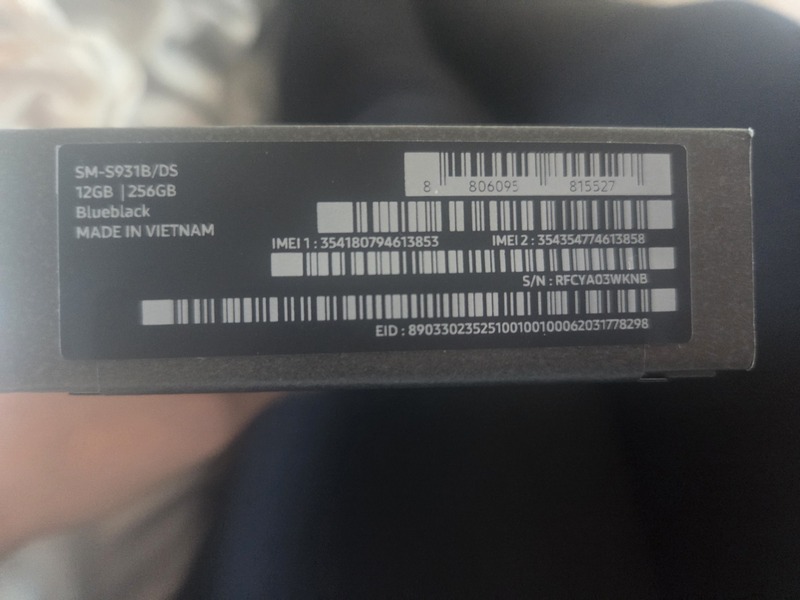 SM-S931B/DS
12GB | 256GB
Blueblack
MADE IN VIETNAM
8 806095 815527
IMEI 1 : 354180794613853 IMEI 2 : 354354774613858
S/N : RFCYA03WKNB
EID : 89033023525100100100062031778298